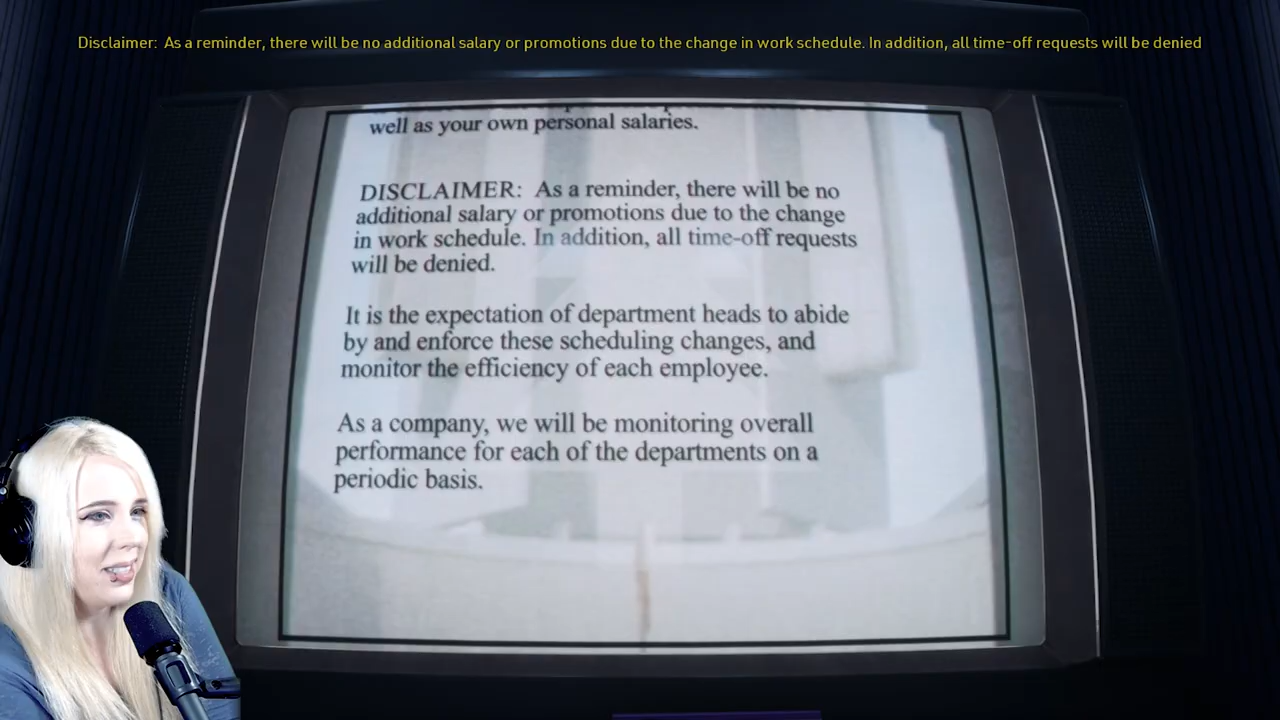 Disclaimer: As a reminder, there will be no additional salary or promotions due to the change in work schedule. In addition, all time-off requests will be denied
well as your own personal salaries.
DISCLAIMER: As a reminder, there will be no
additional salary or promotions due to the change
in work schedule. In addition, all time-off requests
will be denied.
It is the expectation of department heads to abide
by and enforce these scheduling changes, and
monitor the efficiency of each employee.
As a company, we will be monitoring overall
performance for each of the departments on a
periodic basis.